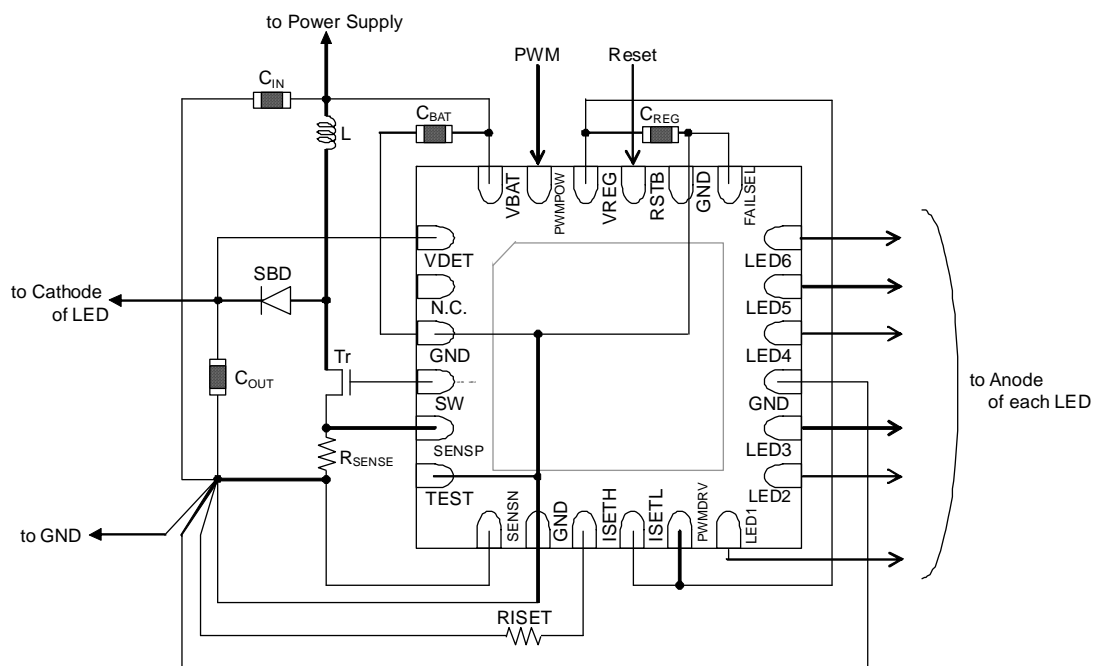 to Power Supply
PWM
Reset
CIN
CBAT
CREG
L
VBAT
PWMPOW
VREG
RSTB
GND
FAILSEL
VDET
LED6
SBD
N.C.
LED5
to Cathode
of LED
GND
LED4
Tr
COUT
SW
GND
to Anode
of each LED
SENSP
LED3
RSENSE
TEST
LED2
SENSN
GND
ISETH
ISETL
PWMDRV
LED1
to GND
RISET